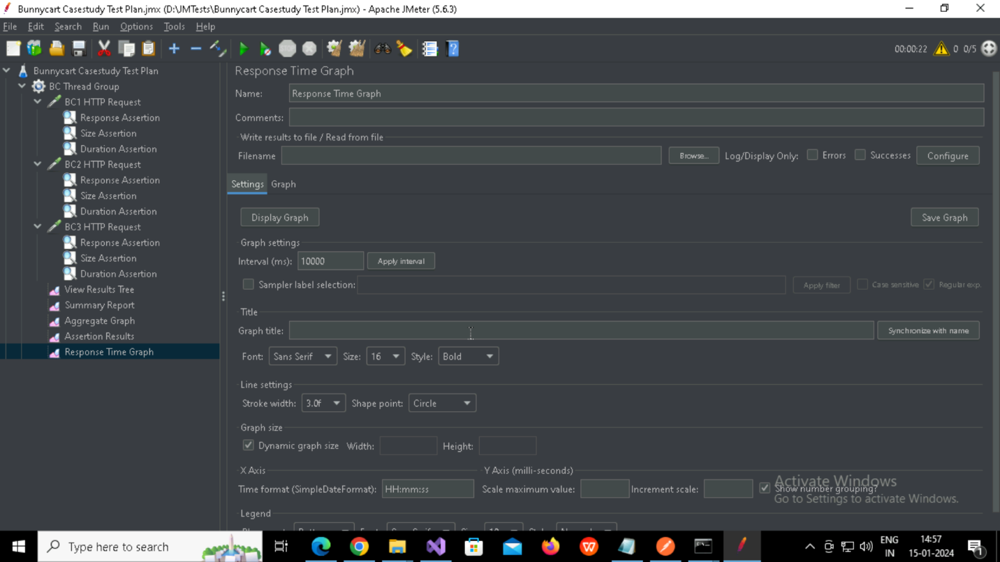 Bunnycart Casestudy Test Plan.jmx (D:\JMTests\Bunnycart Casestudy Test Plan.jmx) - Apache JMeter (5.6.3)
File Edit Search Run Options Tools Help
STOP
00:00:22 0 0/5
Bunnycart Casestudy Test Plan
BC Thread Group
BC1 HTTP Request
Response Assertion
Size Assertion
Duration Assertion
BC2 HTTP Request
Response Assertion
Size Assertion
Duration Assertion
BC3 HTTP Request
Response Assertion
Size Assertion
Duration Assertion
View Results Tree
Summary Report
Aggregate Graph
Assertion Results
Response Time Graph
Response Time Graph
Name: Response Time Graph
Comments:
Write results to file / Read from file
Filename Browse... Log/Display Only: Errors Successes Configure
Settings Graph
Display Graph Save Graph
Graph settings
Interval (ms): 10000 Apply interval
Sampler label selection: Apply filter Case sensitive Regular exp.
Title
Graph title: Synchronize with name
Font: Sans Serif Size: 16 Style: Bold
Line settings
Stroke width: 3.0f Shape point: Circle
Graph size
Dynamic graph size Width: Height:
X Axis Y Axis (milli-seconds)
Time format (SimpleDateFormat): HH:mm:ss Scale maximum value: Increment scale: Show number grouping?
Activate Windows
Go to Settings to activate Windows.
Legend
Type here to search
ENG
IN
14:57
15-01-2024
1